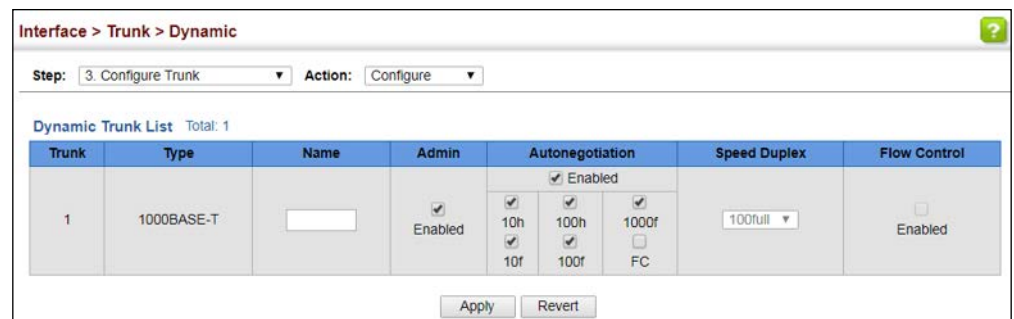 Interface > Trunk > Dynamic
?
Step: 3. Configure Trunk Action: Configure
Dynamic Trunk List Total: 1
Trunk Type Name Admin Autonegotiation Speed Duplex Flow Control
Enabled
1 1000BASE-T Enabled 10h 100h 1000f 100full Enabled
10f 100f FC
Apply Revert